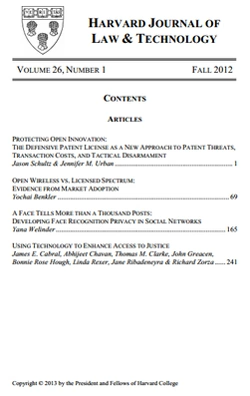 HARVARD JOURNAL OF
LAW & TECHNOLOGY
VOLUME 26, NUMBER 1 FALL 2012
CONTENTS
ARTICLES
PROTECTING OPEN INNOVATION:
THE DEFENSIVE PATENT LICENSE AS A NEW APPROACH TO PATENT THREATS,
TRANSACTION COSTS, AND TACTICAL DISARMAMENT
Jason Schultz & Jennifer M. Urban ........ 1
OPEN WIRELESS VS. LICENSED SPECTRUM:
EVIDENCE FROM MARKET ADOPTION
Yochai Benkler ........ 69
A FACE TELLS MORE THAN A THOUSAND POSTS:
DEVELOPING FACE RECOGNITION PRIVACY IN SOCIAL NETWORKS
Yana Welinder ........ 165
USING TECHNOLOGY TO ENHANCE ACCESS TO JUSTICE
James E. Cabral, Abhijeet Chavan, Thomas M. Clarke, John Greacen,
Bonnie Rose Hough, Linda Rexer, Jane Ribadeneyra & Richard Zorza ...... 241
Copyright © 2013 by the President and Fellows of Harvard College